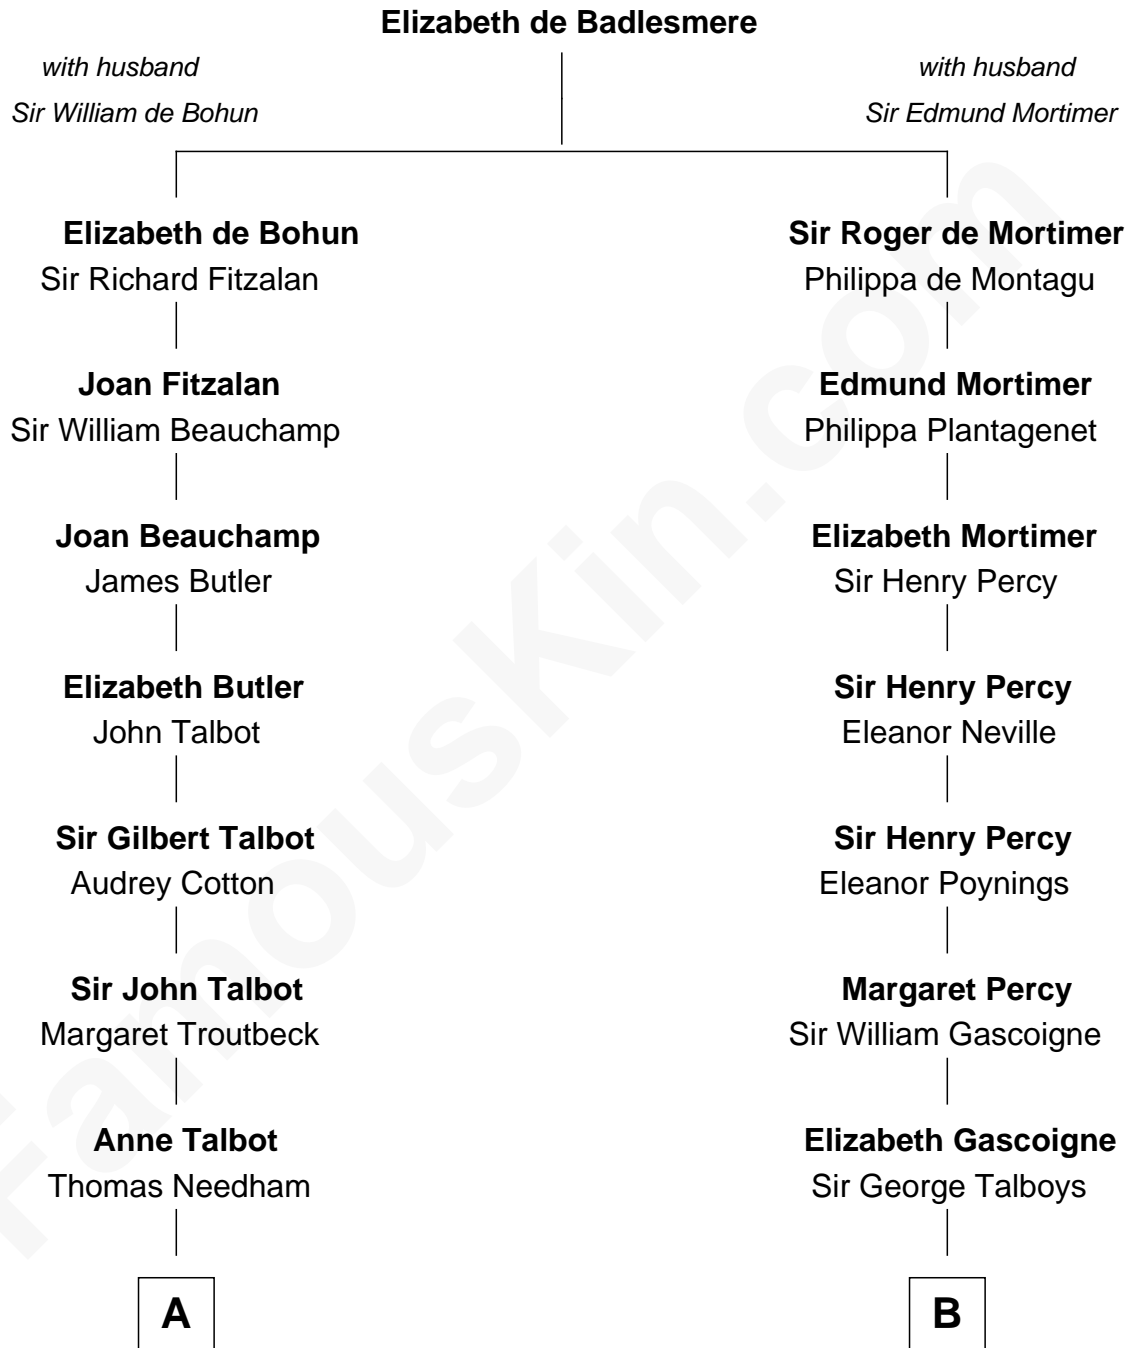 Elizabeth de Badlesmere
with husband
Sir William de Bohun
with husband
Sir Edmund Mortimer
Elizabeth de Bohun
Sir Richard Fitzalan
Sir Roger de Mortimer
Philippa de Montagu
Joan Fitzalan
Sir William Beauchamp
Edmund Mortimer
Philippa Plantagenet
Joan Beauchamp
James Butler
Elizabeth Mortimer
Sir Henry Percy
Elizabeth Butler
John Talbot
Sir Henry Percy
Eleanor Neville
Sir Gilbert Talbot
Audrey Cotton
Sir Henry Percy
Eleanor Poynings
Sir John Talbot
Margaret Troutbeck
Margaret Percy
Sir William Gascoigne
Anne Talbot
Thomas Needham
Elizabeth Gascoigne
Sir George Talboys
A
B
FamousKin.com